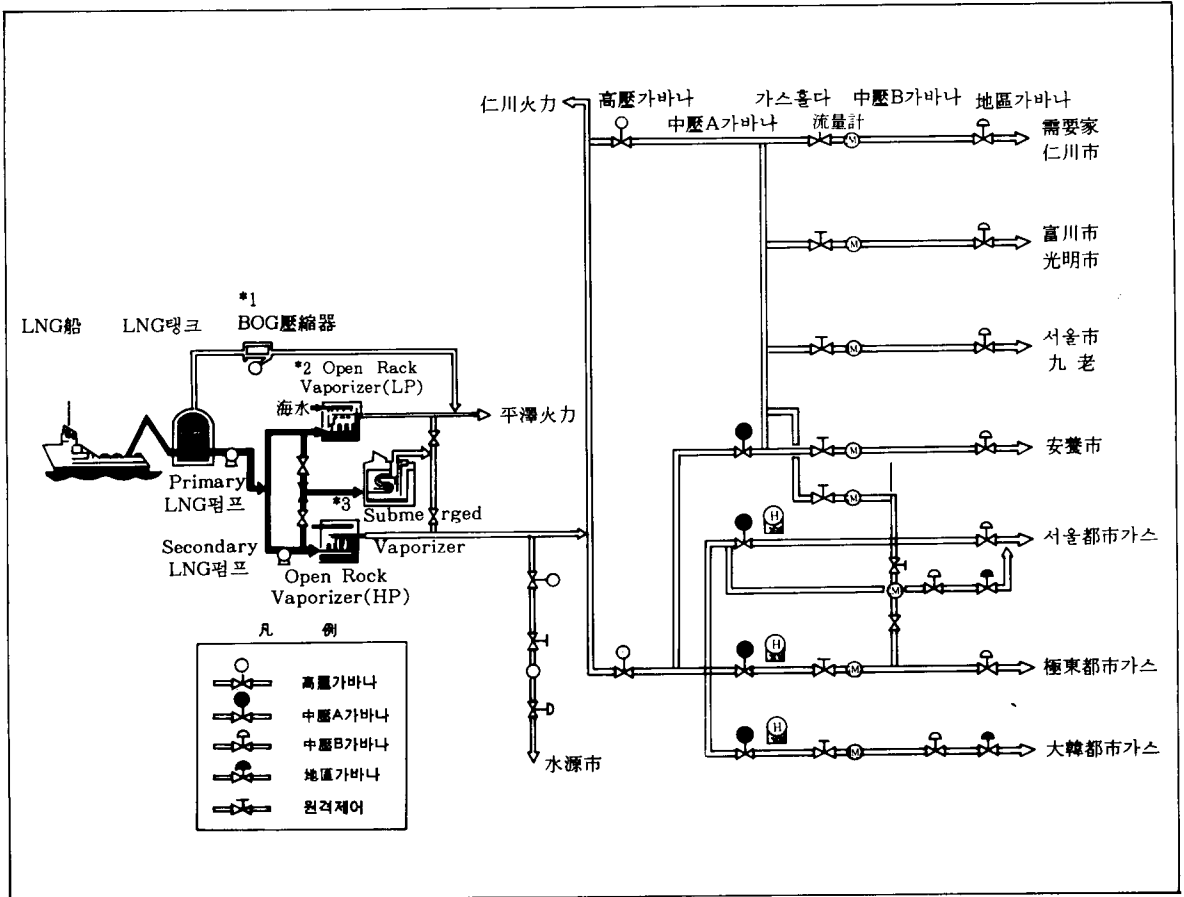 仁川火力
高壓가바나
가스홀다
中壓B가바나
地區가바나
中壓A가바나
流量計
需要家
仁川市
M
富川市
光明市
M
*1
BOG壓縮器
LNG船
LNG탱크
서울市
九 老
M
*2 Open Rack
Vaporizer(LP)
海水
平澤火力
安養市
M
Primary
LNG펌프
*3
Submerged
Vaporizer
M
H
서울都市가스
Secondary
LNG펌프
Open Rock
Vaporizer(HP)
M
H
M
極東都市가스
凡 例
高壓가바나
中壓A가바나
中壓B가바나
地區가바나
원격제어
水源市
H
M
大韓都市가스